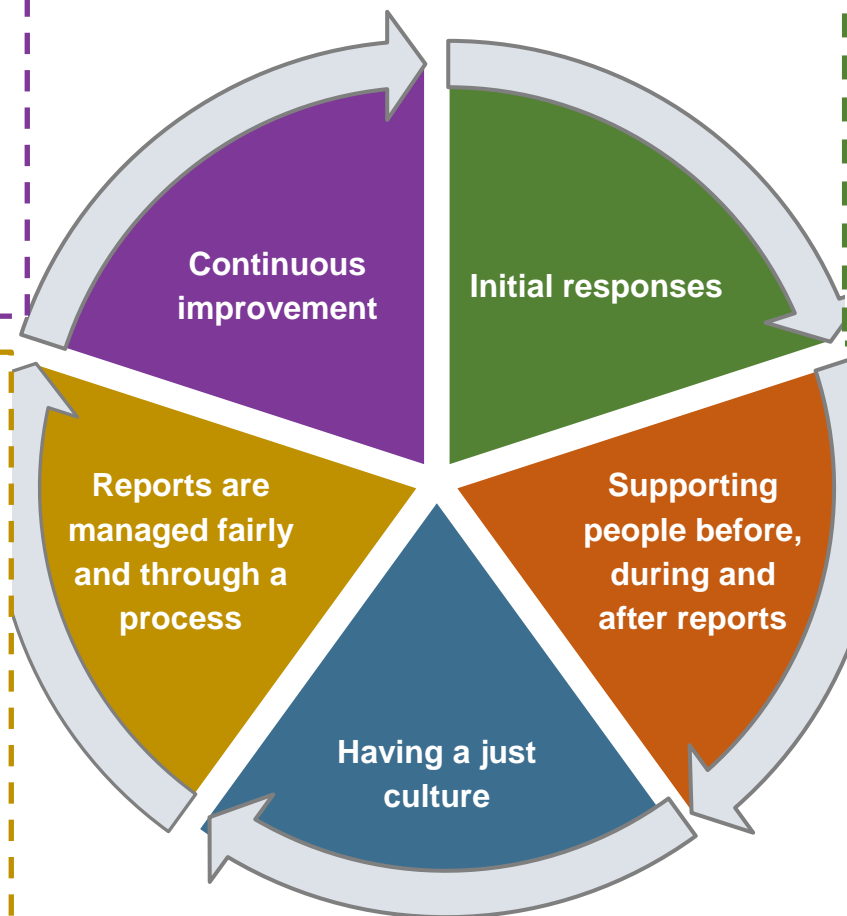 Continuous
improvement
Initial responses
Supporting
people before,
during and
after reports
Having a just
culture
Reports are
managed fairly
and through a
process